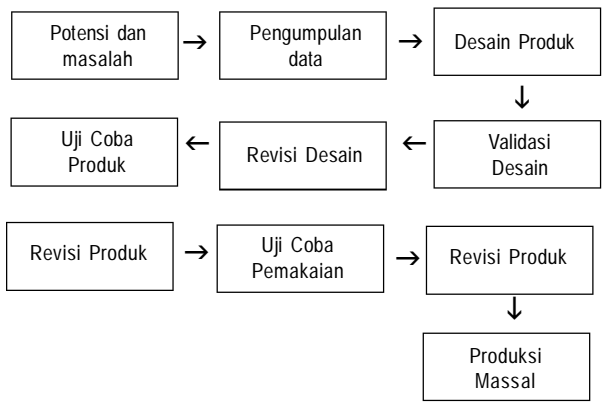 Potensi dan
masalah
Pengumpulan
data
Desain Produk
Validasi
Desain
Revisi Desain
Uji Coba
Produk
Revisi Produk
Uji Coba
Pemakaian
Revisi Produk
Produksi
Massal